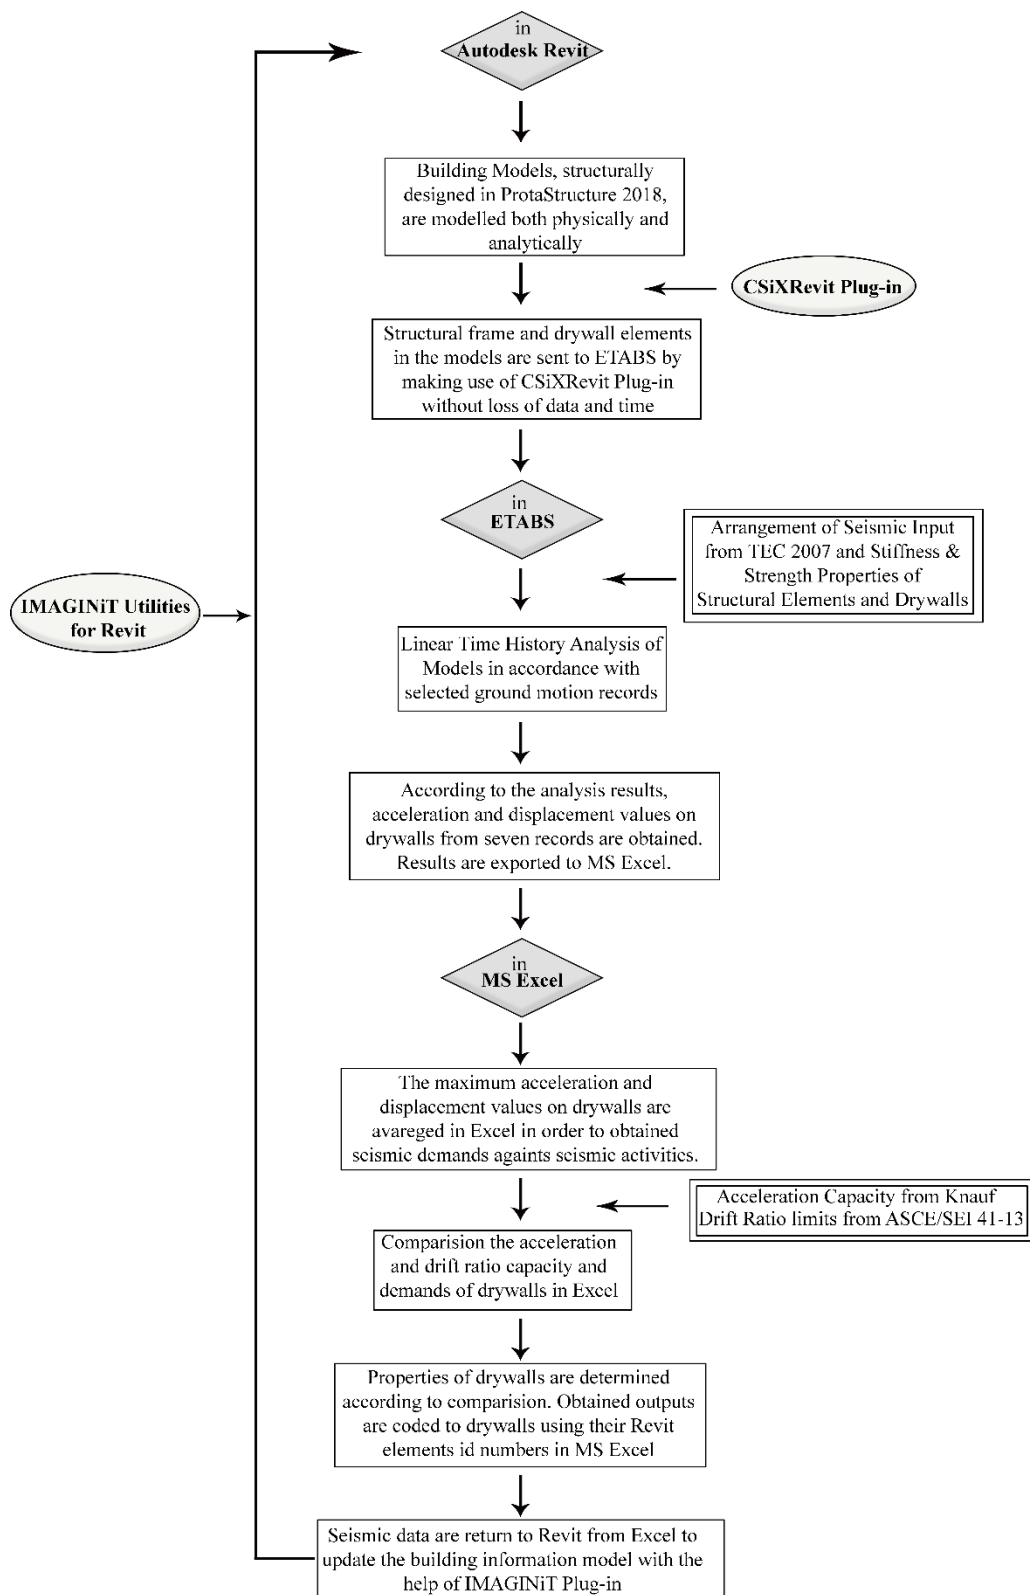 in
Autodesk Revit
Building Models, structurally
designed in ProtaStructure 2018,
are modelled both physically and
analytically
CSiXRevit Plug-in
Structural frame and drywall elements
in the models are sent to ETABS by
making use of CSiXRevit Plug-in
without loss of data and time
in
ETABS
Arrangement of Seismic Input
from TEC 2007 and Stiffness &
Strength Properties of
Structural Elements and Drywalls
IMAGINiT Utilities
for Revit
Linear Time History Analysis of
Models in accordance with
selected ground motion records
According to the analysis results,
acceleration and displacement values on
drywalls from seven records are obtained.
Results are exported to MS Excel.
in
MS Excel
The maximum acceleration and
displacement values on drywalls are
avareged in Excel in order to obtained
seismic demands againts seismic activities.
Acceleration Capacity from Knauf
Drift Ratio limits from ASCE/SEI 41-13
Comparision the acceleration
and drift ratio capacity and
demands of drywalls in Excel
Properties of drywalls are determined
according to comparision. Obtained outputs
are coded to drywalls using their Revit
elements id numbers in MS Excel
Seismic data are return to Revit from Excel to
update the building information model with the
help of IMAGINiT Plug-in